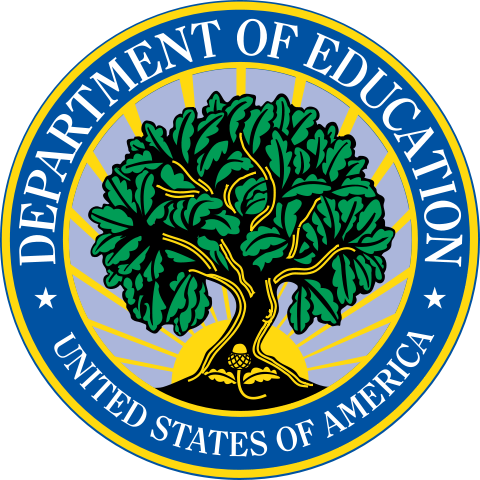 DEPARTMENT OF EDUCATION
UNITED STATES OF AMERICA